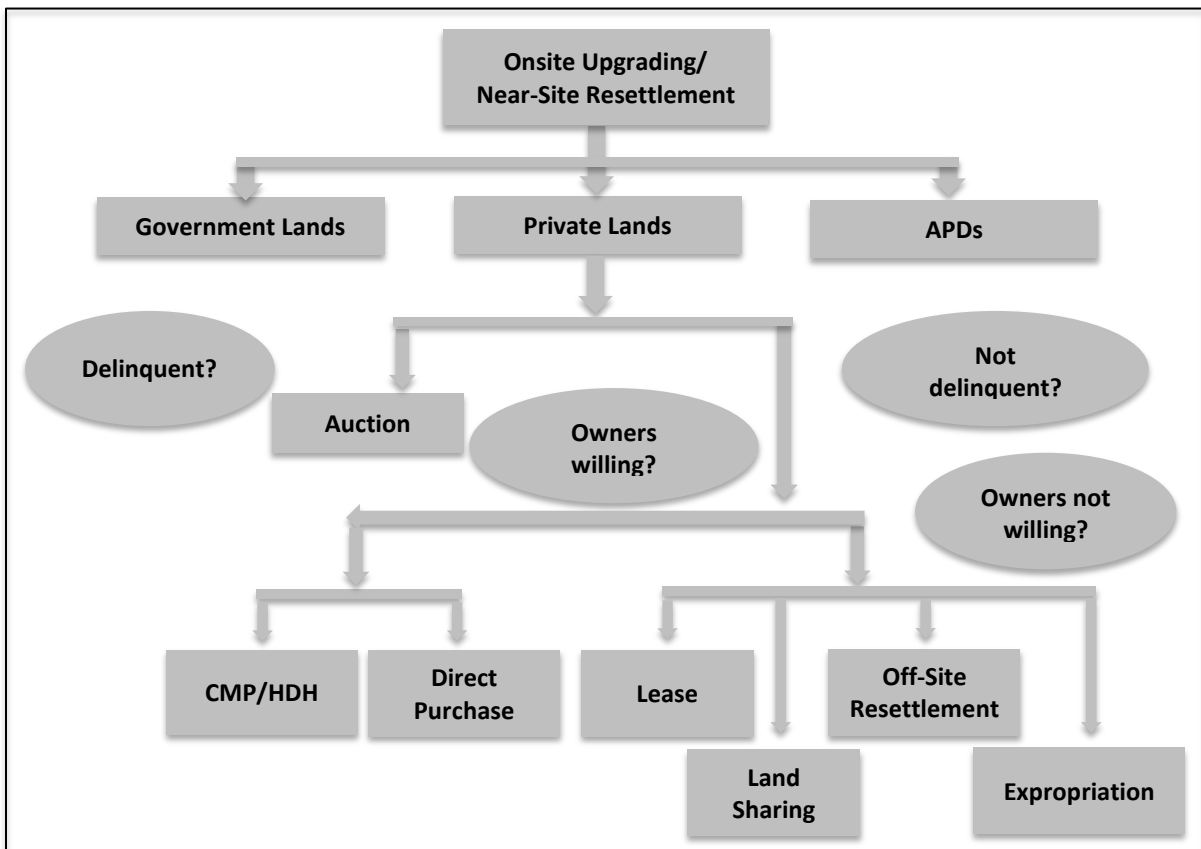 Onsite Upgrading/
Near-Site Resettlement
Government Lands
Private Lands
APDs
Delinquent?
Not
delinquent?
Auction
Owners
willing?
Owners not
willing?
CMP/HDH
Direct
Purchase
Lease
Off-Site
Resettlement
Land
Sharing
Expropriation